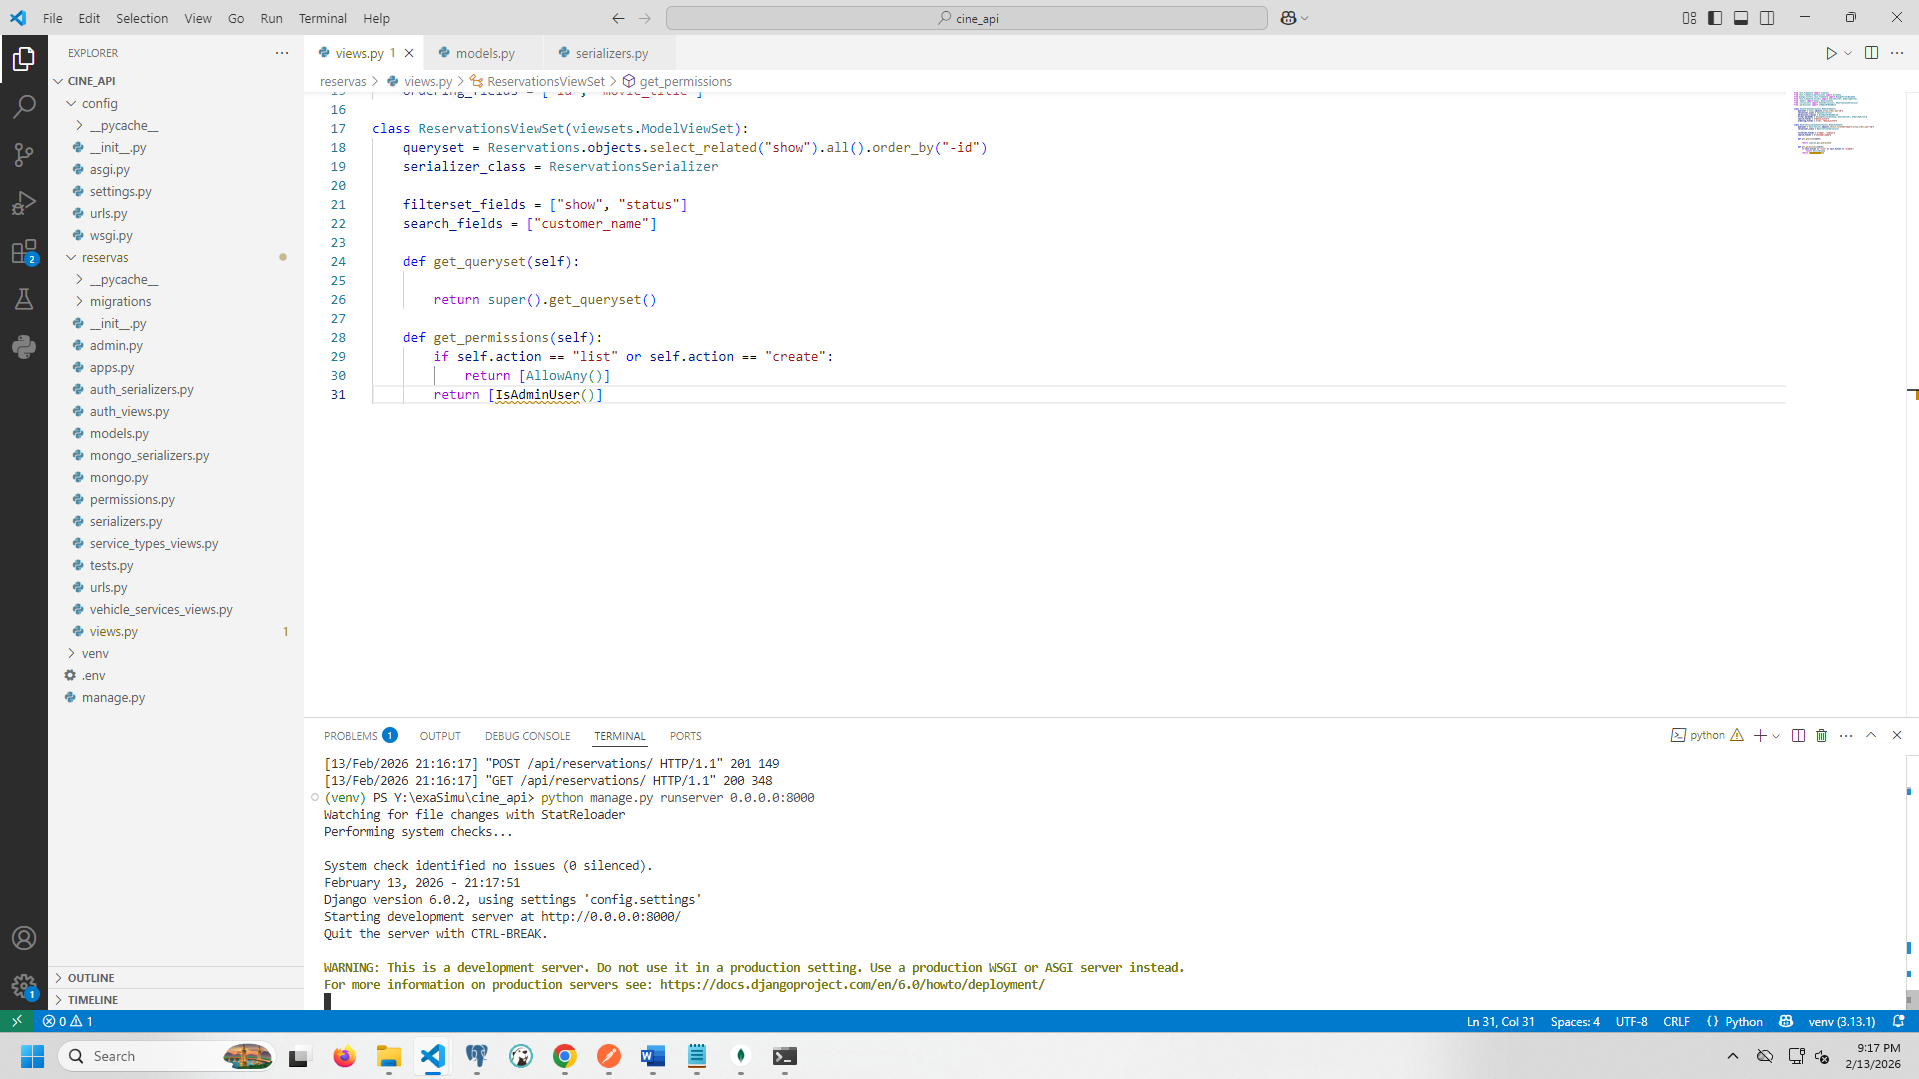 File Edit Selection View Go Run Terminal Help
cine_api
EXPLORER
views.py 1
models.py
serializers.py
reservas > views.py > ReservationsViewSet > get_permissions
CINE_API
config
__pycache__
__init__.py
asgi.py
settings.py
urls.py
wsgi.py
reservas
__pycache__
migrations
__init__.py
admin.py
apps.py
auth_serializers.py
auth_views.py
models.py
mongo_serializers.py
mongo.py
permissions.py
serializers.py
service_types_views.py
tests.py
urls.py
vehicle_services_views.py
views.py 1
venv
.env
manage.py
OUTLINE
TIMELINE
15 ordering_fields = ["id", "movie_title"]
16
17 class ReservationsViewSet(viewsets.ModelViewSet):
18 queryset = Reservations.objects.select_related("show").all().order_by("-id")
19 serializer_class = ReservationsSerializer
20
21 filterset_fields = ["show", "status"]
22 search_fields = ["customer_name"]
23
24 def get_queryset(self):
25
26 return super().get_queryset()
27
28 def get_permissions(self):
29 if self.action == "list" or self.action == "create":
30 return [AllowAny()]
31 return [IsAdminUser()]
PROBLEMS 1 OUTPUT DEBUG CONSOLE TERMINAL PORTS
python
[13/Feb/2026 21:16:17] "POST /api/reservations/ HTTP/1.1" 201 149
[13/Feb/2026 21:16:17] "GET /api/reservations/ HTTP/1.1" 200 348
(venv) PS Y:\exaSimu\cine_api> python manage.py runserver 0.0.0.0:8000
Watching for file changes with StatReloader
Performing system checks...
System check identified no issues (0 silenced).
February 13, 2026 - 21:17:51
Django version 6.0.2, using settings 'config.settings'
Starting development server at http://0.0.0.0:8000/
Quit the server with CTRL-BREAK.
WARNING: This is a development server. Do not use it in a production setting. Use a production WSGI or ASGI server instead.
For more information on production servers see: https://docs.djangoproject.com/en/6.0/howto/deployment/
2
1
0 1
Ln 31, Col 31 Spaces: 4 UTF-8 CRLF {} Python venv (3.13.1)
Search
9:17 PM
2/13/2026